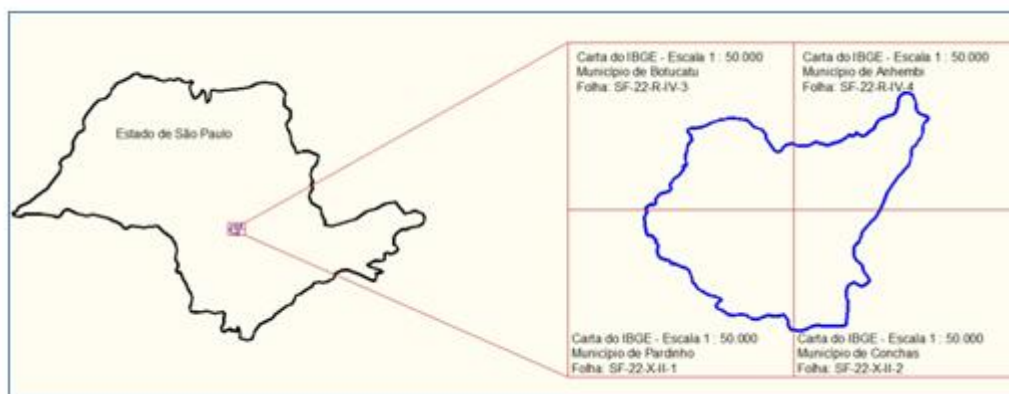 Carta do IBGE - Escala 1 : 50.000
Município de Botucatu
Folha: SF-22-R-IV-3
Carta do IBGE - Escala 1 : 50.000
Município de Anhembi
Folha: SF-22-R-IV-4
Estado de São Paulo
Carta do IBGE - Escala 1 : 50.000
Município de Pardinho
Folha: SF-22-X-II-1
Carta do IBGE - Escala 1 : 50.000
Município de Conchas
Folha: SF-22-X-II-2